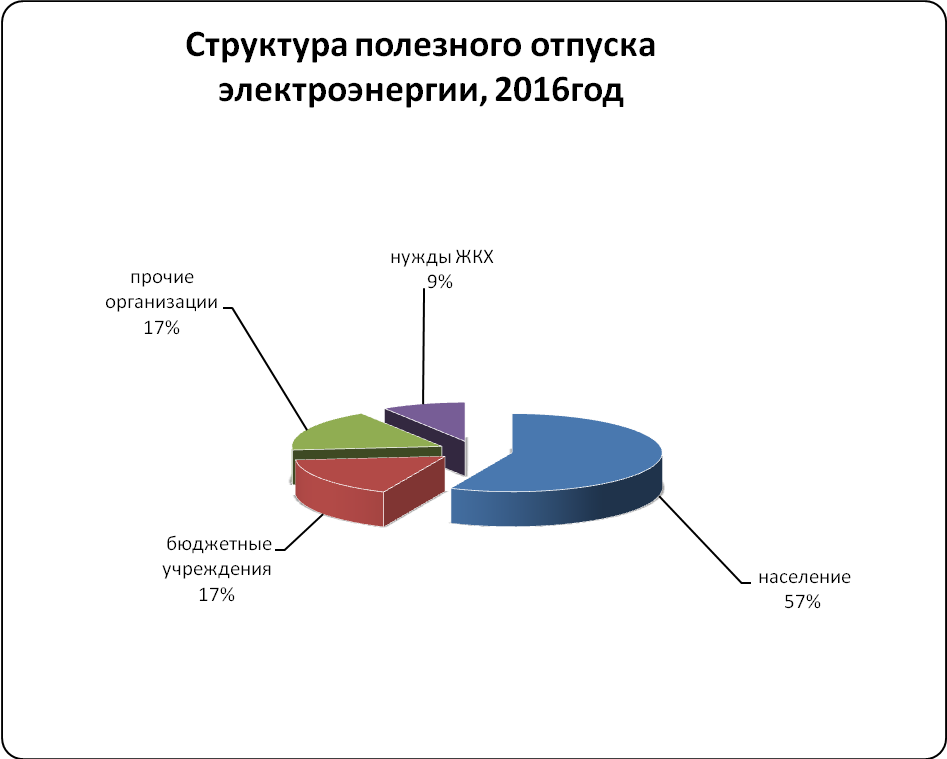 Структура полезного отпуска
электроэнергии, 2016год
нужды ЖКХ
9%
прочие
организации
17%
бюджетные
учреждения
17%
население
57%